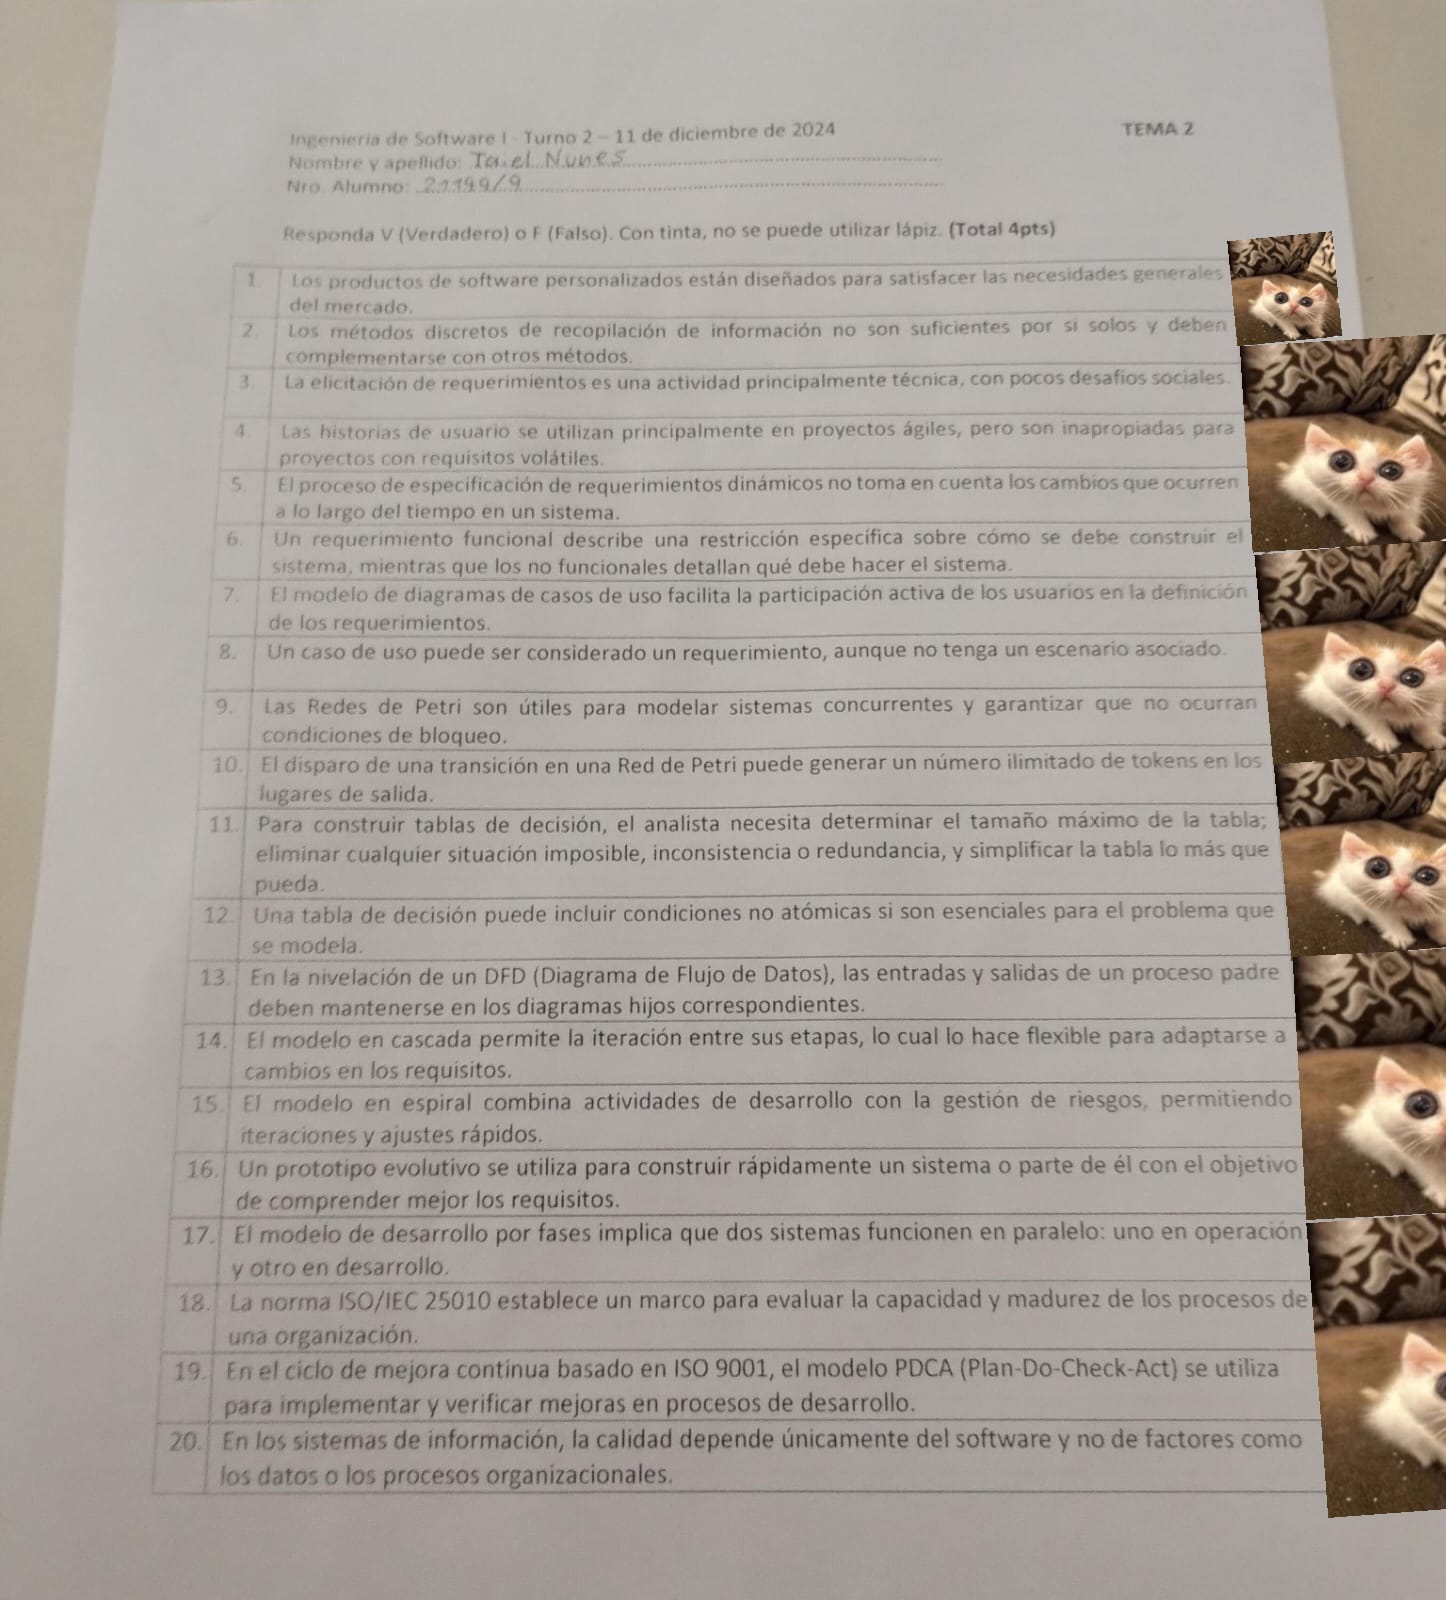 Ingeniería de Software I - Turno 2 – 11 de diciembre de 2024
TEMA 2
Nombre y apellido: Taiel Nunes
Nro. Alumno: 21199/9
Responda V (Verdadero) o F (Falso). Con tinta, no se puede utilizar lápiz. (Total 4pts)
1. Los productos de software personalizados están diseñados para satisfacer las necesidades generales
del mercado.
2. Los métodos discretos de recopilación de información no son suficientes por si solos y deben
complementarse con otros métodos.
3. La elicitación de requerimientos es una actividad principalmente técnica, con pocos desafíos sociales.
4. Las historias de usuario se utilizan principalmente en proyectos ágiles, pero son inapropiadas para
proyectos con requisitos volátiles.
5. El proceso de especificación de requerimientos dinámicos no toma en cuenta los cambios que ocurren
a lo largo del tiempo en un sistema.
6. Un requerimiento funcional describe una restricción específica sobre cómo se debe construir el
sistema, mientras que los no funcionales detallan qué debe hacer el sistema.
7. El modelo de diagramas de casos de uso facilita la participación activa de los usuarios en la definición
de los requerimientos.
8. Un caso de uso puede ser considerado un requerimiento, aunque no tenga un escenario asociado.
9. Las Redes de Petri son útiles para modelar sistemas concurrentes y garantizar que no ocurran
condiciones de bloqueo.
10. El disparo de una transición en una Red de Petri puede generar un número ilimitado de tokens en los
lugares de salida.
11. Para construir tablas de decisión, el analista necesita determinar el tamaño máximo de la tabla;
eliminar cualquier situación imposible, inconsistencia o redundancia, y simplificar la tabla lo más que
pueda.
12. Una tabla de decisión puede incluir condiciones no atómicas si son esenciales para el problema que
se modela.
13. En la nivelación de un DFD (Diagrama de Flujo de Datos), las entradas y salidas de un proceso padre
deben mantenerse en los diagramas hijos correspondientes.
14. El modelo en cascada permite la iteración entre sus etapas, lo cual lo hace flexible para adaptarse a
cambios en los requisitos.
15. El modelo en espiral combina actividades de desarrollo con la gestión de riesgos, permitiendo
iteraciones y ajustes rápidos.
16. Un prototipo evolutivo se utiliza para construir rápidamente un sistema o parte de él con el objetivo
de comprender mejor los requisitos.
17. El modelo de desarrollo por fases implica que dos sistemas funcionen en paralelo: uno en operación
y otro en desarrollo.
18. La norma ISO/IEC 25010 establece un marco para evaluar la capacidad y madurez de los procesos de
una organización.
19. En el ciclo de mejora continua basado en ISO 9001, el modelo PDCA (Plan-Do-Check-Act) se utiliza
para implementar y verificar mejoras en procesos de desarrollo.
20. En los sistemas de información, la calidad depende únicamente del software y no de factores como
los datos o los procesos organizacionales.